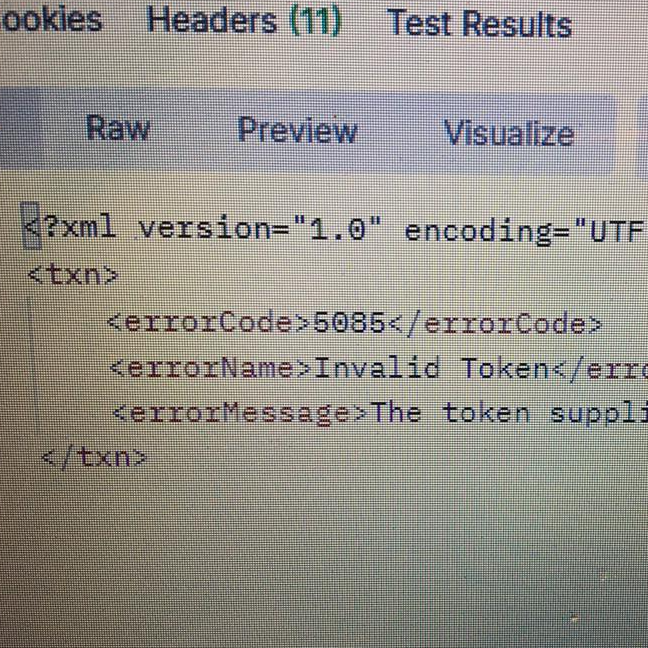 ookies Headers (11) Test Results
Raw Preview Visualize
<?xml version="1.0" encoding="UTF
<txn>
<errorCode>5085</errorCode>
<errorName>Invalid Token</erro
<errorMessage>The token suppli
</txn>